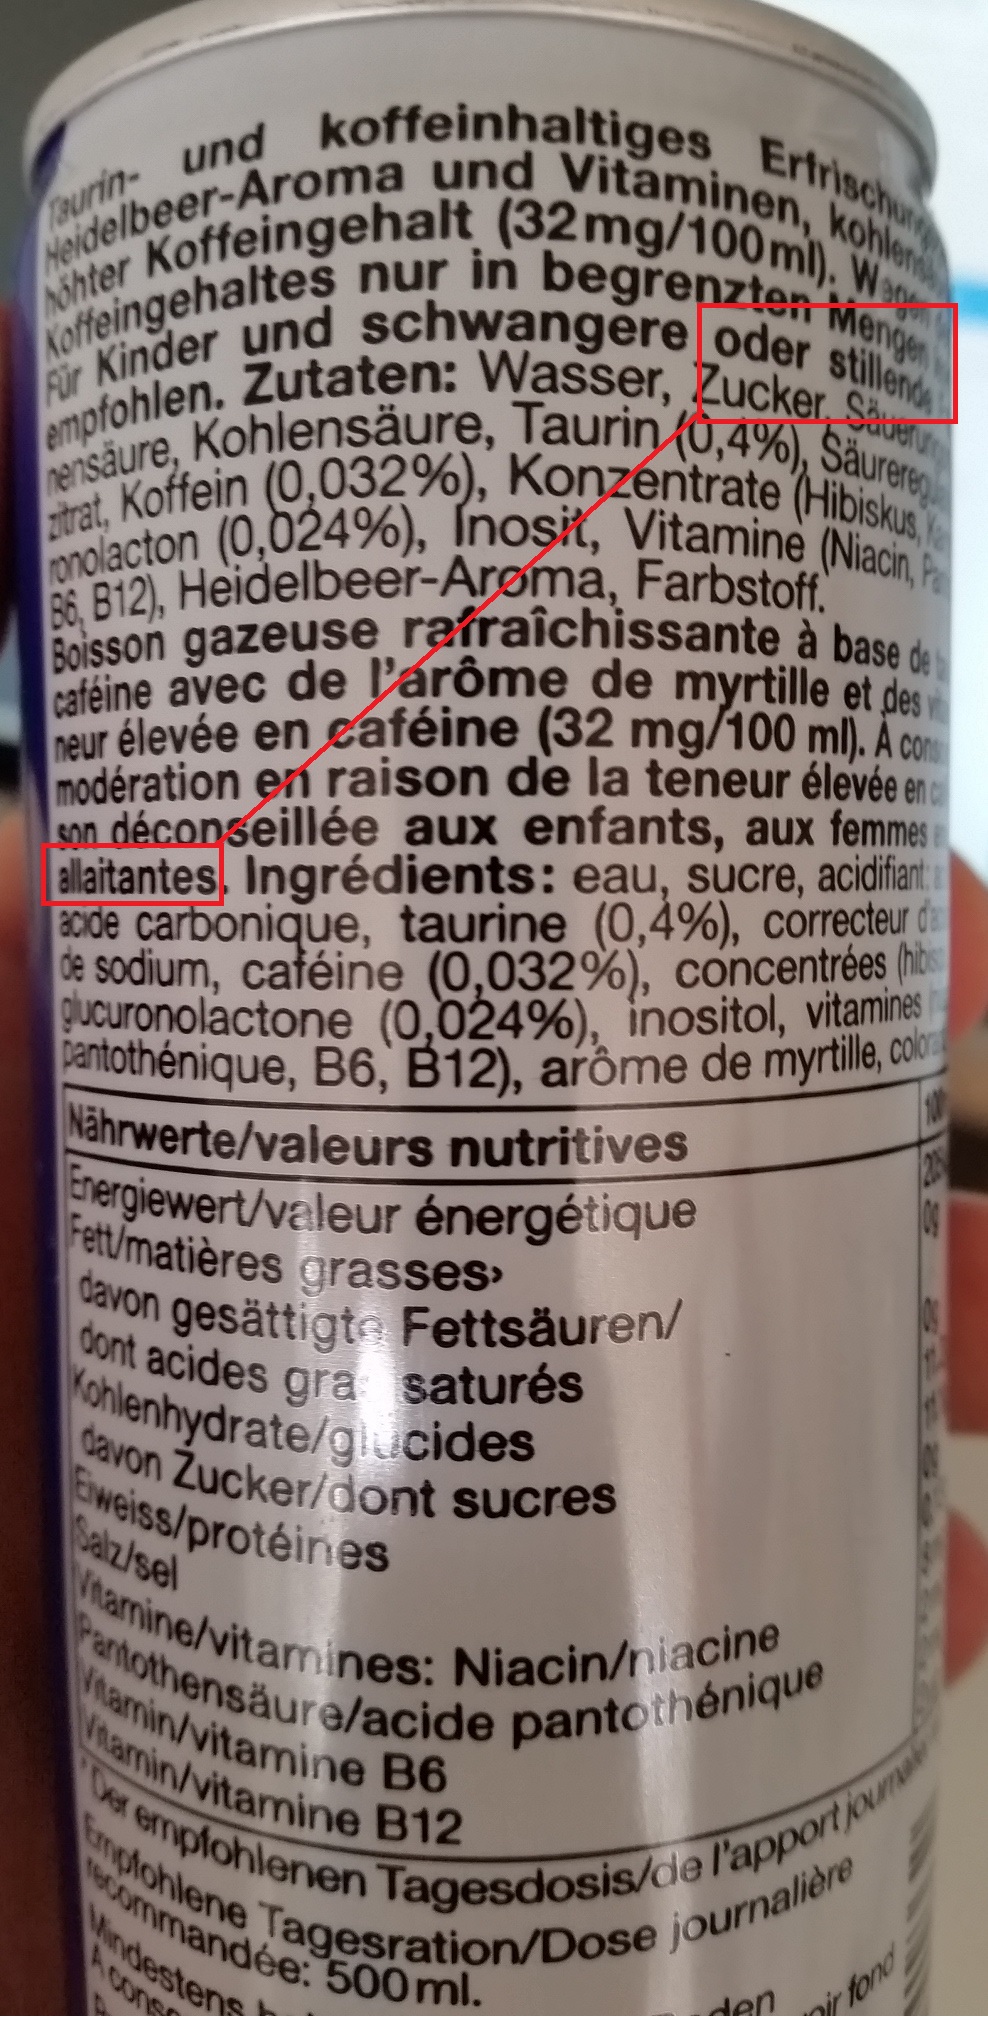 Taurin- und koffeinhaltiges
Heidelbeer-Aroma und Vitaminen,
höhter Koffeingehalt (32mg/100ml).
Koffeingehaltes nur in begrenzten Mengen
Für Kinder und schwangere oder stillende
empfohlen. Zutaten: Wasser, Zucker,
nensäure, Kohlensäure, Taurin (0,4%),
zitrat, Koffein (0,032%), Konzentrate (Hibiskus,
ronolacton (0,024%), Inosit, Vitamine (Niacin,
B6, B12), Heidelbeer-Aroma, Farbstoff.
Boisson gazeuse rafraîchissante à base de
caféine avec de l'arôme de myrtille et des
neur élevée en caféine (32 mg/100 ml). À
modération en raison de la teneur élevée en
son déconseillée aux enfants, aux femmes
allaitantes. Ingrédients: eau, sucre, acidifiant:
acide carbonique, taurine (0,4%), correcteur
de sodium, caféine (0,032%), concentrées
glucuronolactone (0,024%), inositol, vitamines
pantothénique, B6, B12), arôme de myrtille,
Nährwerte/valeurs nutritives
Energiewert/valeur énergétique
Fett/matières grasses,
davon gesättigte Fettsäuren/
dont acides gras saturés
Kohlenhydrate/glucides
davon Zucker/dont sucres
Eiweiss/protéines
Salz/sel
Vitamine/vitamines: Niacin/niacine
Pantothensäure/acide pantothénique
Vitamin/vitamine B6
Vitamin/vitamine B12
*Der empfohlenen Tagesdosis/de l'apport
Empfohlene Tagesration/Dose journalière
recommandée: 500ml.
Mindestens